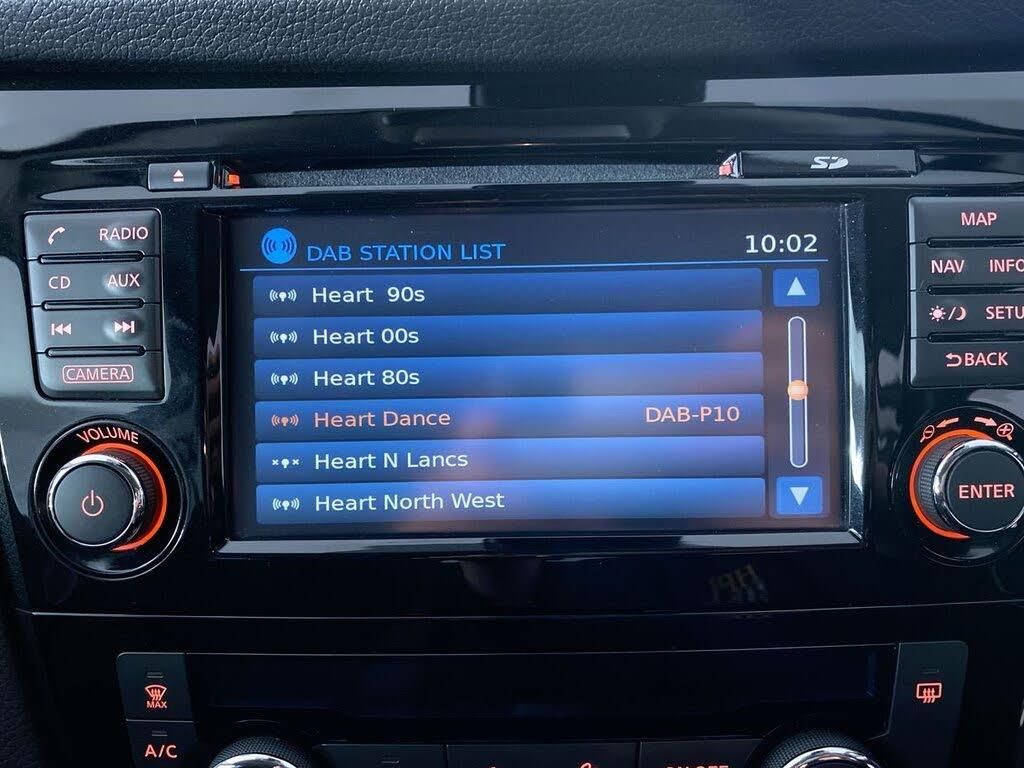 SD
RADIO
CD AUX
CAMERA
VOLUME
DAB STATION LIST 10:02
Heart 90s
Heart 00s
Heart 80s
Heart Dance DAB-P10
Heart N Lancs
Heart North West
MAP
NAV INFO
SETU
BACK
ENTER
MAX
A/C